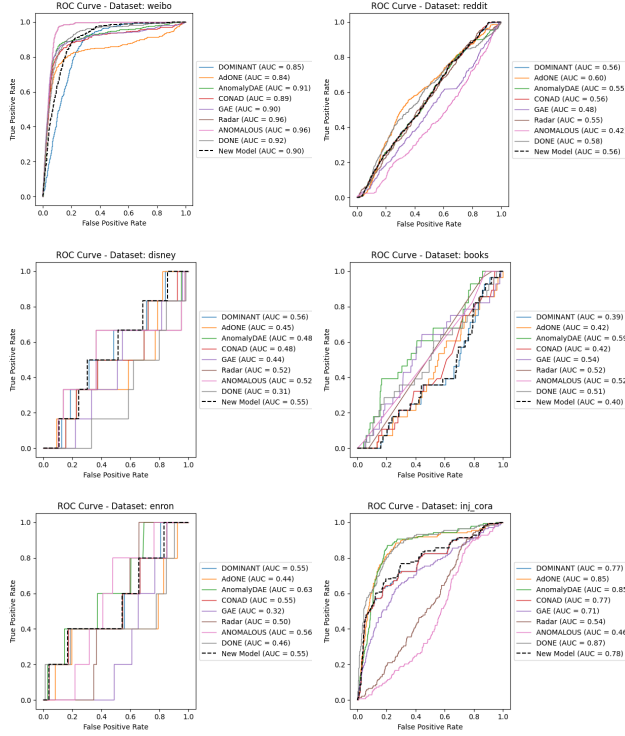 ROC Curve - Dataset: weibo
True Positive Rate
1.0
0.8
0.6
0.4
0.2
0.0
0.0 0.2 0.4 0.6 0.8 1.0
False Positive Rate
DOMINANT (AUC = 0.85)
AdONE (AUC = 0.84)
AnomalyDAE (AUC = 0.91)
CONAD (AUC = 0.89)
GAE (AUC = 0.90)
Radar (AUC = 0.96)
ANOMALOUS (AUC = 0.96)
DONE (AUC = 0.92)
New Model (AUC = 0.90)
ROC Curve - Dataset: reddit
True Positive Rate
1.0
0.8
0.6
0.4
0.2
0.0
0.0 0.2 0.4 0.6 0.8 1.0
False Positive Rate
DOMINANT (AUC = 0.56)
AdONE (AUC = 0.60)
AnomalyDAE (AUC = 0.55
CONAD (AUC = 0.56)
GAE (AUC = 0.48)
Radar (AUC = 0.55)
ANOMALOUS (AUC = 0.42
DONE (AUC = 0.58)
New Model (AUC = 0.56)
ROC Curve - Dataset: disney
True Positive Rate
1.0
0.8
0.6
0.4
0.2
0.0
0.0 0.2 0.4 0.6 0.8 1.0
False Positive Rate
DOMINANT (AUC = 0.56)
AdONE (AUC = 0.45)
AnomalyDAE (AUC = 0.48
CONAD (AUC = 0.48)
GAE (AUC = 0.44)
Radar (AUC = 0.52)
ANOMALOUS (AUC = 0.52
DONE (AUC = 0.31)
New Model (AUC = 0.55)
ROC Curve - Dataset: books
True Positive Rate
1.0
0.8
0.6
0.4
0.2
0.0
0.0 0.2 0.4 0.6 0.8 1.0
False Positive Rate
DOMINANT (AUC = 0.39)
AdONE (AUC = 0.42)
AnomalyDAE (AUC = 0.59
CONAD (AUC = 0.42)
GAE (AUC = 0.54)
Radar (AUC = 0.52)
ANOMALOUS (AUC = 0.52
DONE (AUC = 0.51)
New Model (AUC = 0.40)
ROC Curve - Dataset: enron
True Positive Rate
1.0
0.8
0.6
0.4
0.2
0.0
0.0 0.2 0.4 0.6 0.8 1.0
False Positive Rate
DOMINANT (AUC = 0.55)
AdONE (AUC = 0.44)
AnomalyDAE (AUC = 0.63
CONAD (AUC = 0.55)
GAE (AUC = 0.32)
Radar (AUC = 0.50)
ANOMALOUS (AUC = 0.56
DONE (AUC = 0.46)
New Model (AUC = 0.55)
ROC Curve - Dataset: inj_cora
True Positive Rate
1.0
0.8
0.6
0.4
0.2
0.0
0.0 0.2 0.4 0.6 0.8 1.0
False Positive Rate
DOMINANT (AUC = 0.77)
AdONE (AUC = 0.85)
AnomalyDAE (AUC = 0.85
CONAD (AUC = 0.77)
GAE (AUC = 0.71)
Radar (AUC = 0.54)
ANOMALOUS (AUC = 0.46
DONE (AUC = 0.87)
New Model (AUC = 0.78)